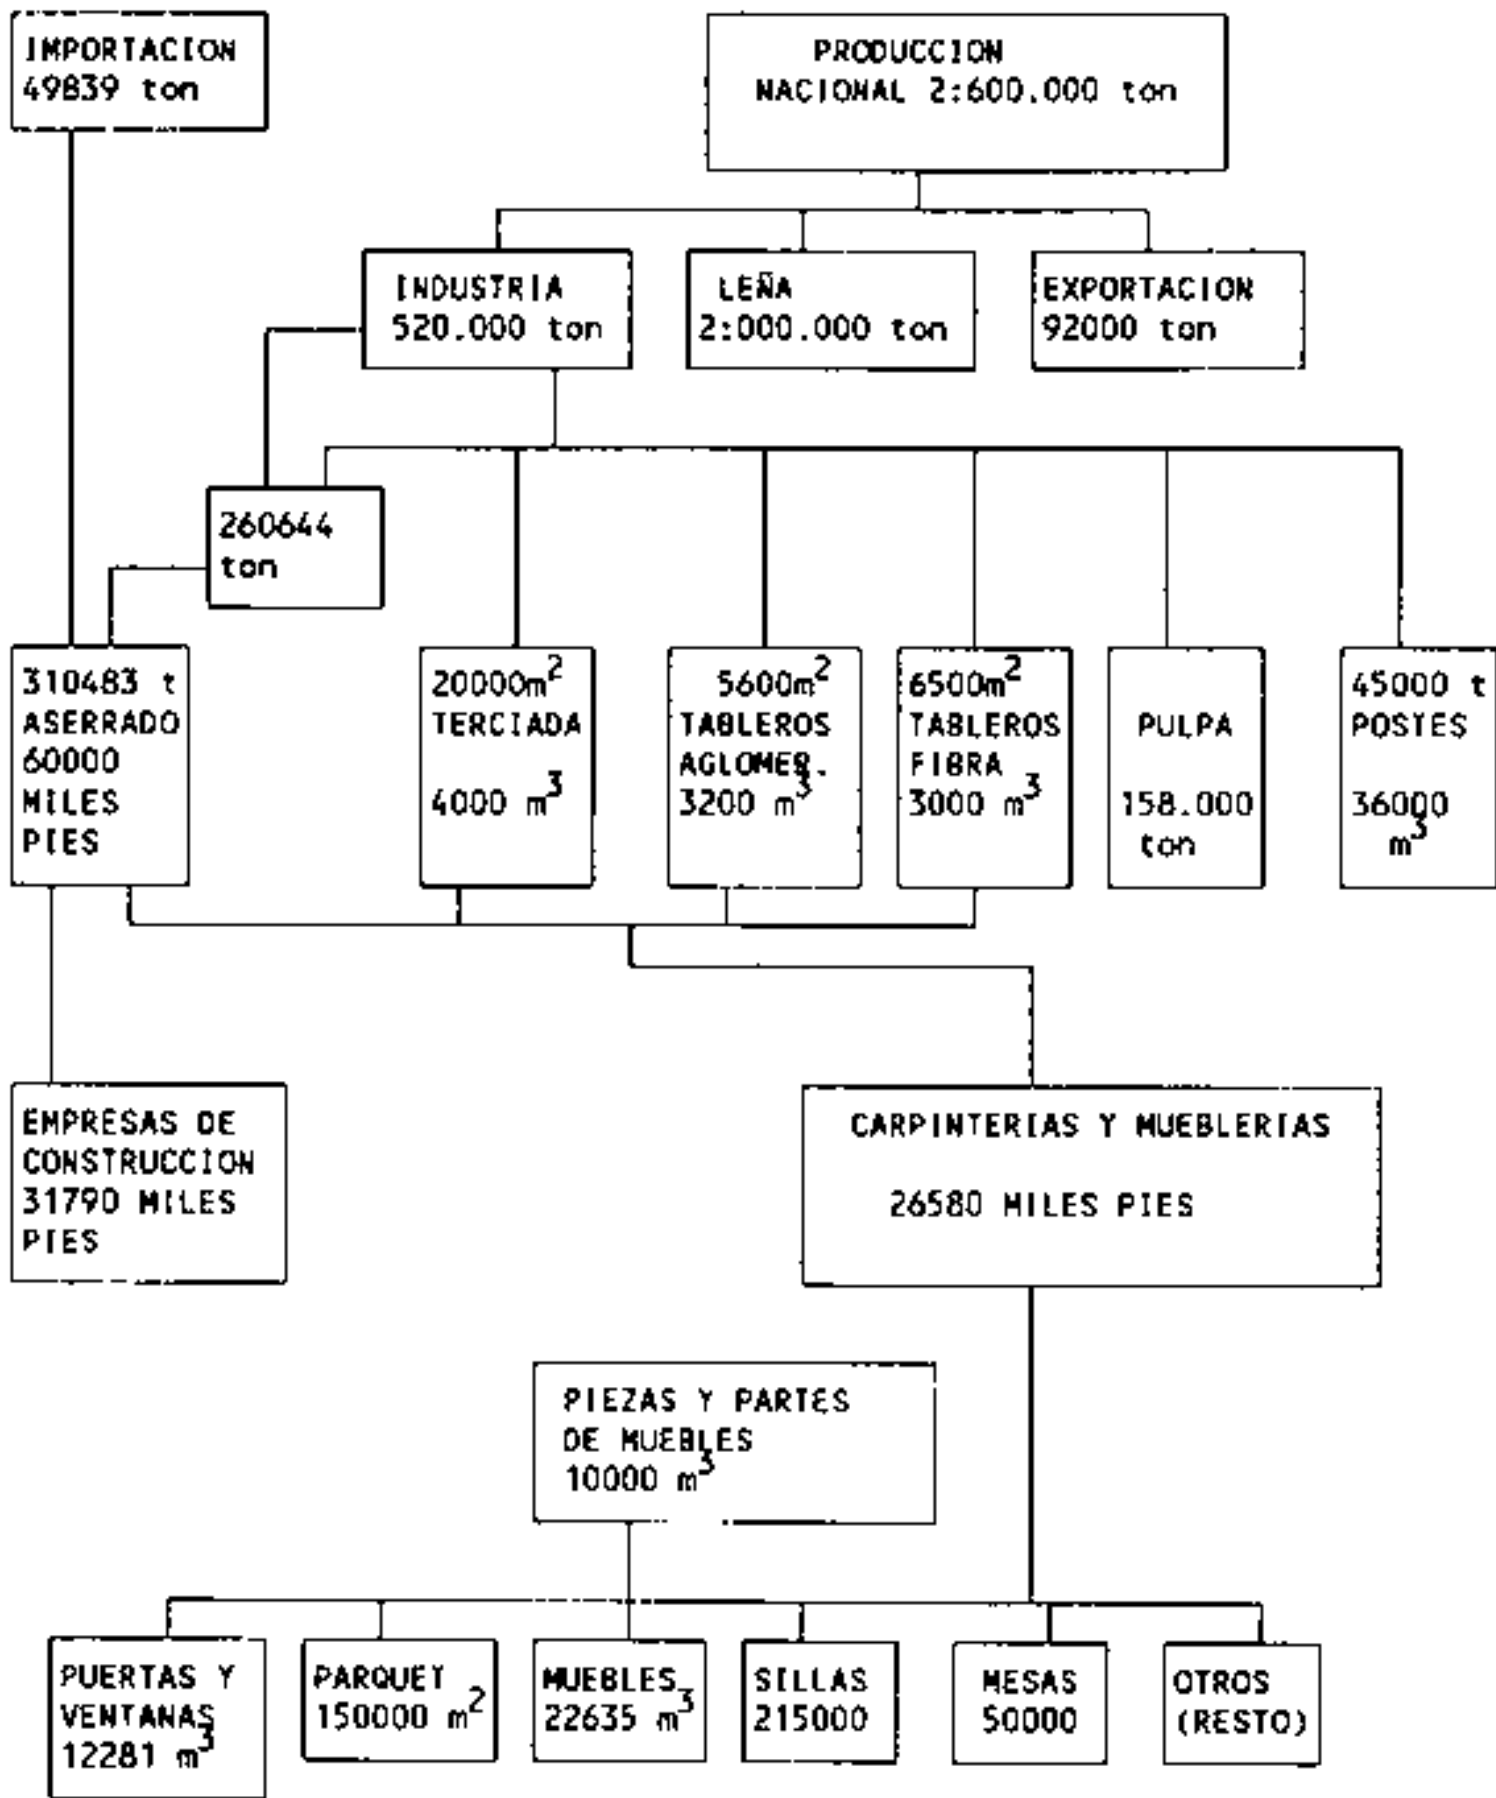 IMPORTACION
49839 ton
PRODUCCION
NACIONAL 2:600.000 ton
INDUSTRIA
520.000 ton
LEÑA
2:000.000 ton
EXPORTACION
92000 ton
260644
ton
310483 t
ASERRADO
60000
MILES
PIES
20000m²
TERCIADA
4000 m³
5600m²
TABLEROS
AGLOMER.
3200 m³
6500m²
TABLEROS
FIBRA
3000 m³
PULPA
158.000
ton
45000 t
POSTES
36000
m³
EMPRESAS DE
CONSTRUCCION
31790 MILES
PIES
CARPINTERIAS Y MUEBLERIAS
26580 MILES PIES
PIEZAS Y PARTES
DE MUEBLES
10000 m³
PUERTAS Y
VENTANAS
12281 m³
PARQUET
150000 m²
MUEBLES
22635 m³
SILLAS
215000
MESAS
50000
OTROS
(RESTO)